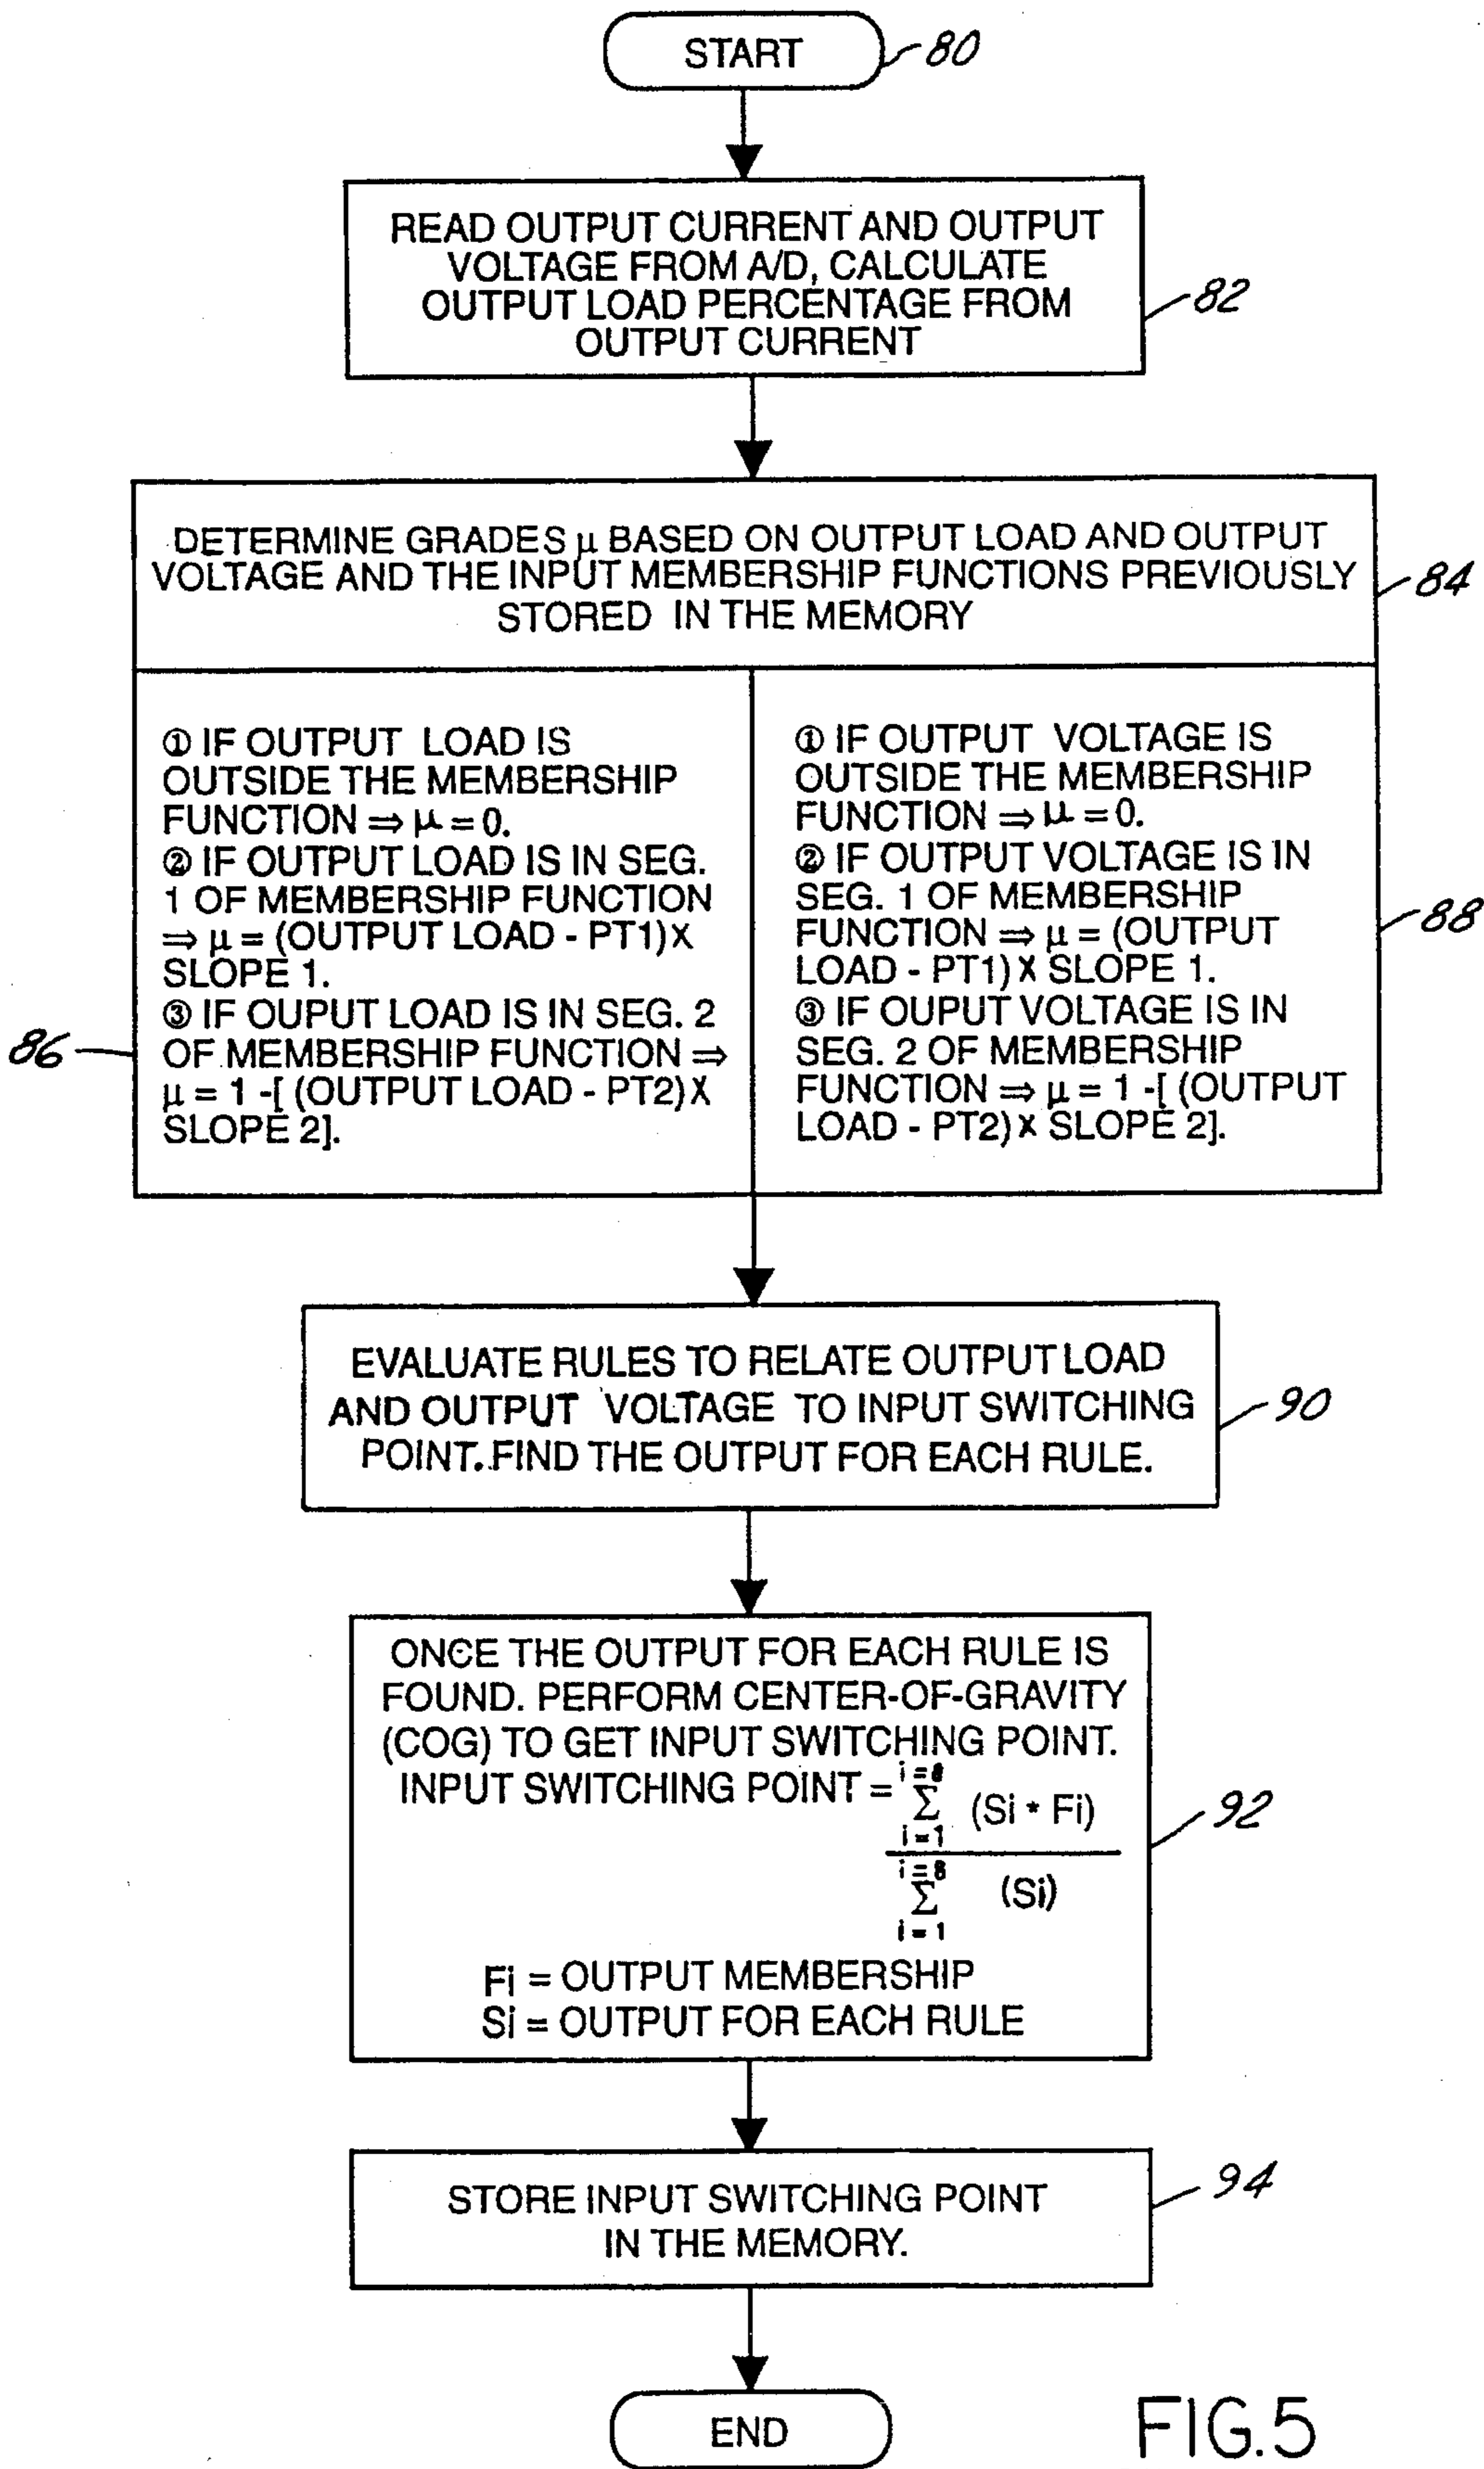 START
80
READ OUTPUT CURRENT AND OUTPUT
VOLTAGE FROM A/D, CALCULATE
OUTPUT LOAD PERCENTAGE FROM
OUTPUT CURRENT
82
DETERMINE GRADES μ BASED ON OUTPUT LOAD AND OUTPUT
VOLTAGE AND THE INPUT MEMBERSHIP FUNCTIONS PREVIOUSLY
STORED IN THE MEMORY
84
① IF OUTPUT LOAD IS
OUTSIDE THE MEMBERSHIP
FUNCTION ⇒ μ = 0.
② IF OUTPUT LOAD IS IN SEG.
1 OF MEMBERSHIP FUNCTION
⇒ μ = (OUTPUT LOAD - PT1) X
SLOPE 1.
③ IF OUPUT LOAD IS IN SEG. 2
OF MEMBERSHIP FUNCTION ⇒
μ = 1 -[ (OUTPUT LOAD - PT2) X
SLOPE 2].
86
① IF OUTPUT VOLTAGE IS
OUTSIDE THE MEMBERSHIP
FUNCTION ⇒ μ = 0.
② IF OUTPUT VOLTAGE IS IN
SEG. 1 OF MEMBERSHIP
FUNCTION ⇒ μ = (OUTPUT
LOAD - PT1) X SLOPE 1.
③ IF OUPUT VOLTAGE IS IN
SEG. 2 OF MEMBERSHIP
FUNCTION ⇒ μ = 1 -[ (OUTPUT
LOAD - PT2) X SLOPE 2].
88
EVALUATE RULES TO RELATE OUTPUT LOAD
AND OUTPUT VOLTAGE TO INPUT SWITCHING
POINT. FIND THE OUTPUT FOR EACH RULE.
90
ONCE THE OUTPUT FOR EACH RULE IS
FOUND. PERFORM CENTER-OF-GRAVITY
(COG) TO GET INPUT SWITCHING POINT.
i = 8
INPUT SWITCHING POINT = Σ (Si * Fi)
i = 1
i = 8
Σ (Si)
i = 1
Fi = OUTPUT MEMBERSHIP
Si = OUTPUT FOR EACH RULE
92
STORE INPUT SWITCHING POINT
IN THE MEMORY.
94
END
FIG.5